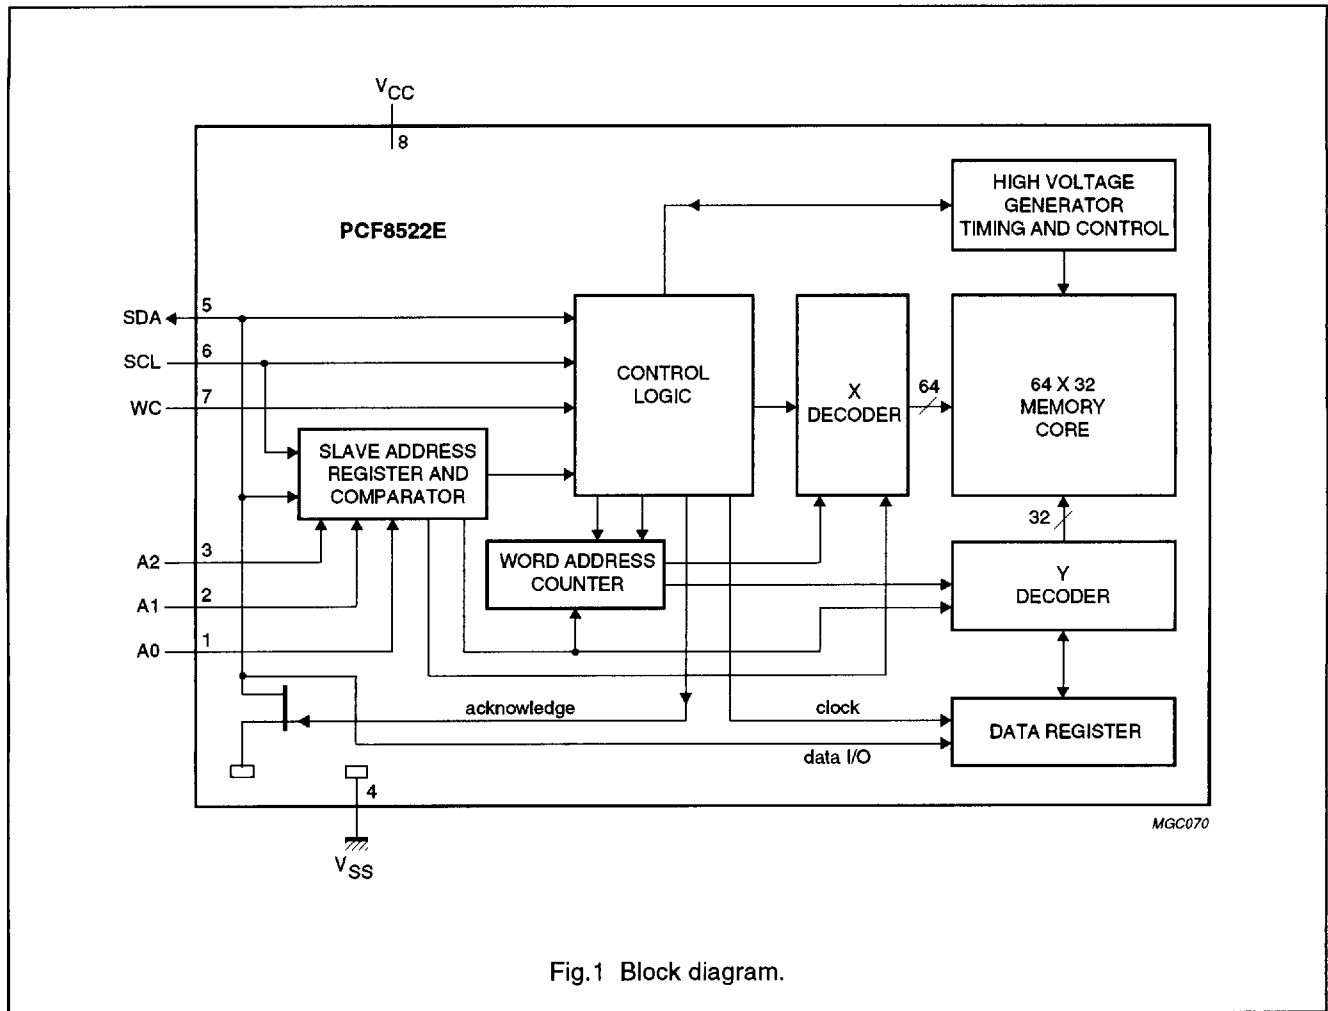 VCC
8
PCF8522E
HIGH VOLTAGE
GENERATOR
TIMING AND CONTROL
SDA
5
SCL
6
WC
7
CONTROL
LOGIC
X
DECODER
64
64 X 32
MEMORY
CORE
SLAVE ADDRESS
REGISTER AND
COMPARATOR
32
A2
3
A1
2
A0
1
WORD ADDRESS
COUNTER
Y
DECODER
acknowledge
clock
data I/O
DATA REGISTER
4
VSS
MGC070
Fig.1 Block diagram.